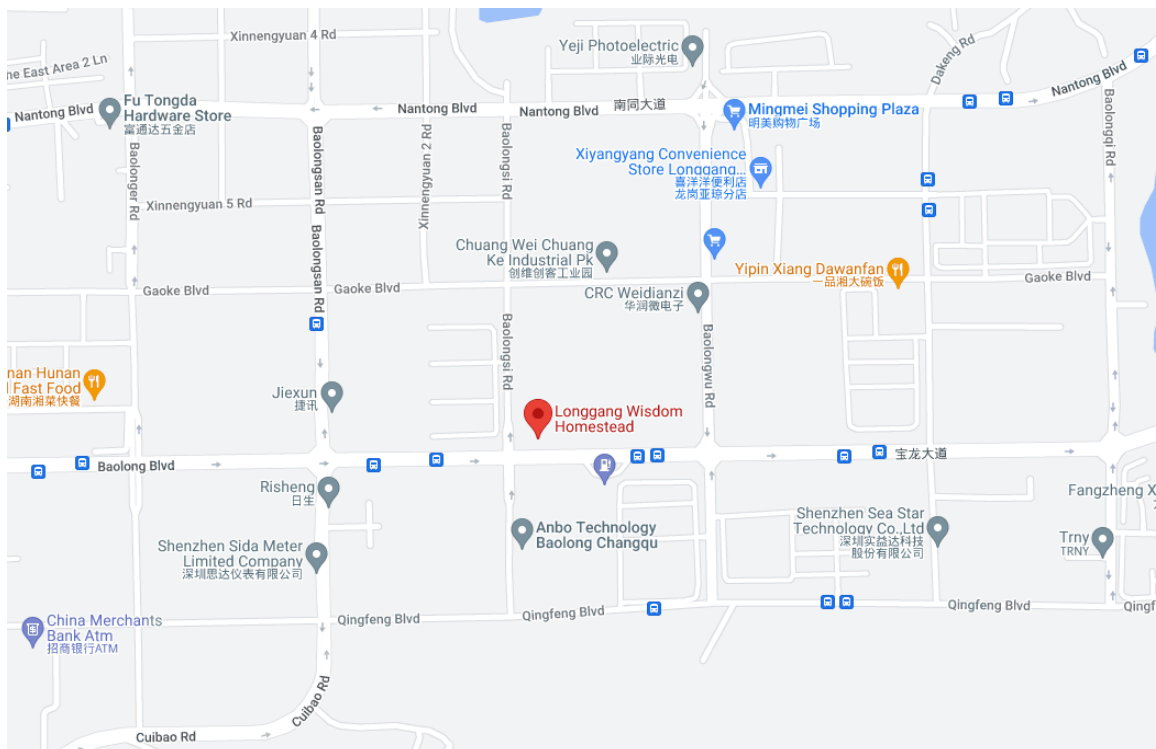 Xinnengyuan 4 Rd
Yeji Photoelectric
业际光电
Dakeng Rd
ne East Area 2 Ln
Nantong Blvd
Fu Tongda
Hardware Store
富通达五金店
Nantong Blvd
Nantong Blvd
南同大道
Mingmei Shopping Plaza
明美购物广场
Nantong Blvd
Baolongqi Rd
Baolonger Rd
Baolongsan Rd
Xinnengyuan 2 Rd
Baolongsi Rd
Xiyangyang Convenience
Store Longgang...
喜洋洋便利店
龙岗亚琼分店
Xinnengyuan 5 Rd
Baolongsan Rd
Chuang Wei Chuang
Ke Industrial Pk
创维创客工业园
Yipin Xiang Dawanfan
一品湘大碗饭
Gaoke Blvd
Gaoke Blvd
CRC Weidianzi
华润微电子
Gaoke Blvd
Baolongsi Rd
Baolongwu Rd
nan Hunan
l Fast Food
湖南湘菜快餐
Jiexun
捷讯
Longgang Wisdom
Homestead
Baolong Blvd
宝龙大道
Risheng
日生
Fangzheng X
Anbo Technology
Baolong Changqu
Shenzhen Sea Star
Technology Co.,Ltd
深圳实益达科技
股份有限公司
Trny
TRNY
Shenzhen Sida Meter
Limited Company
深圳思达仪表有限公司
China Merchants
Bank Atm
招商银行ATM
Qingfeng Blvd
Qingfeng Blvd
Qingfeng Blvd
Qingf
Cuibao Rd
Cuibao Rd